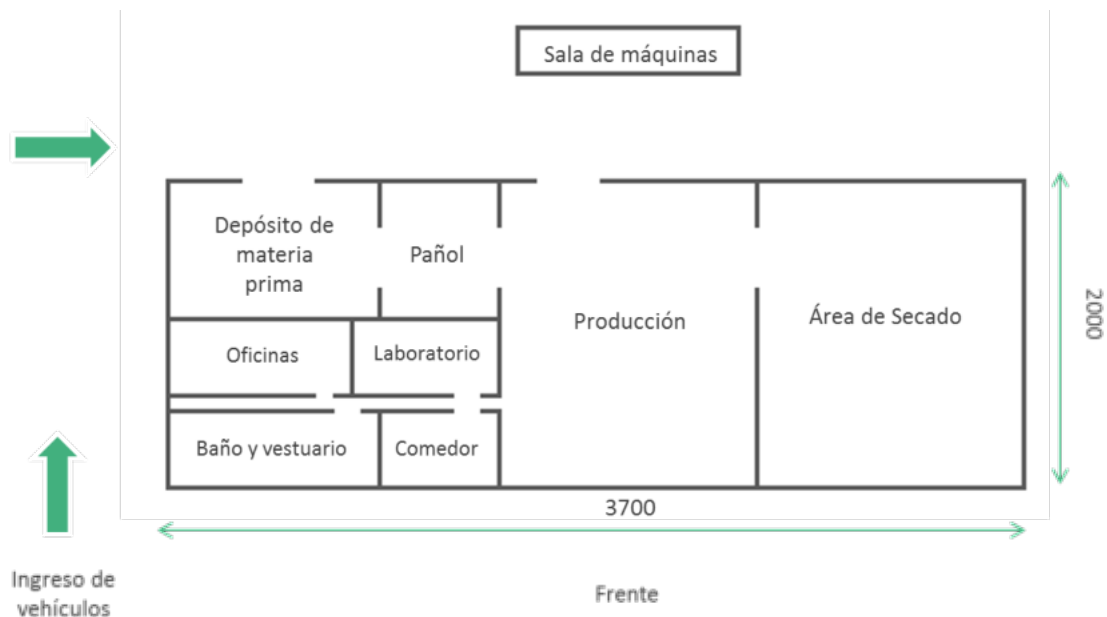 Sala de máquinas
Depósito de
materia
prima
Pañol
Producción
Área de Secado
2000
Oficinas
Laboratorio
Baño y vestuario
Comedor
3700
Ingreso de
vehículos
Frente